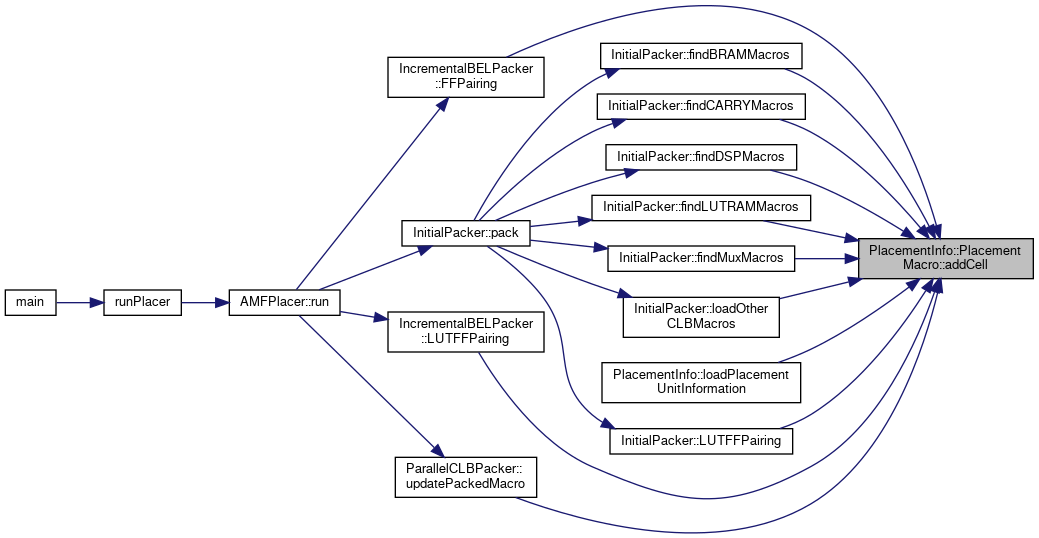 main
runPlacer
AMFPlacer::run
IncrementalBELPacker
::FFPairing
InitialPacker::pack
IncrementalBELPacker
::LUTFFPairing
ParallelCLBPacker::
updatePackedMacro
InitialPacker::findBRAMMacros
InitialPacker::findCARRYMacros
InitialPacker::findDSPMacros
InitialPacker::findLUTRAMMacros
InitialPacker::findMuxMacros
InitialPacker::loadOther
CLBMacros
PlacementInfo::loadPlacement
UnitInformation
InitialPacker::LUTFFPairing
PlacementInfo::Placement
Macro::addCell